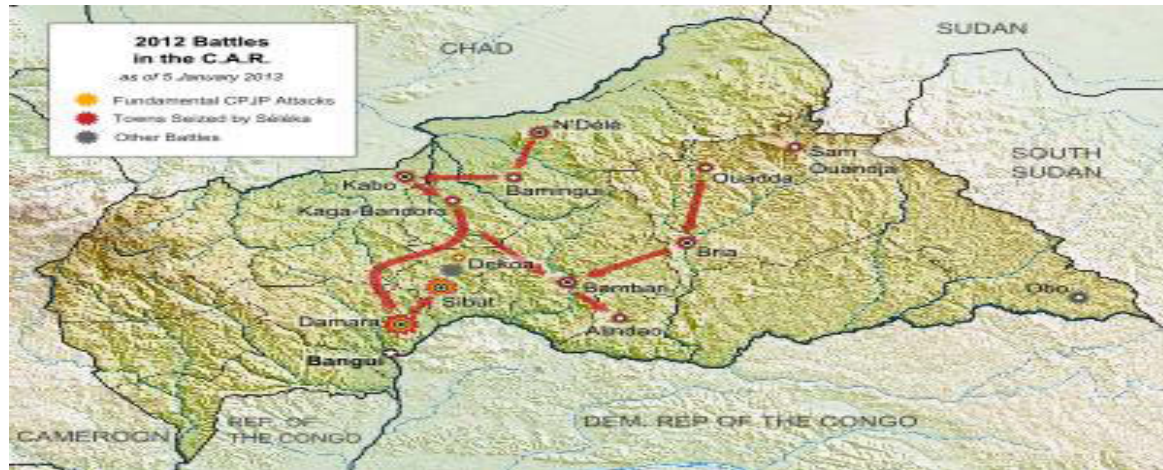 2012 Battles
in the C.A.R.
as of 5 January 2013
Fundamental CPJP Attacks
Towns Seized by Séléka
Other Battles
CHAD
SUDAN
N'Délé
Sam
Ouandja
SOUTH
SUDAN
Kabo
Bamingui
Ouadda
Kaga-Bandoro
Bria
Dekoa
Sibut
Bambari
Obo
Damara
Alindao
Bangui
REP. OF
THE CONGO
DEM. REP OF THE CONGO
CAMEROON